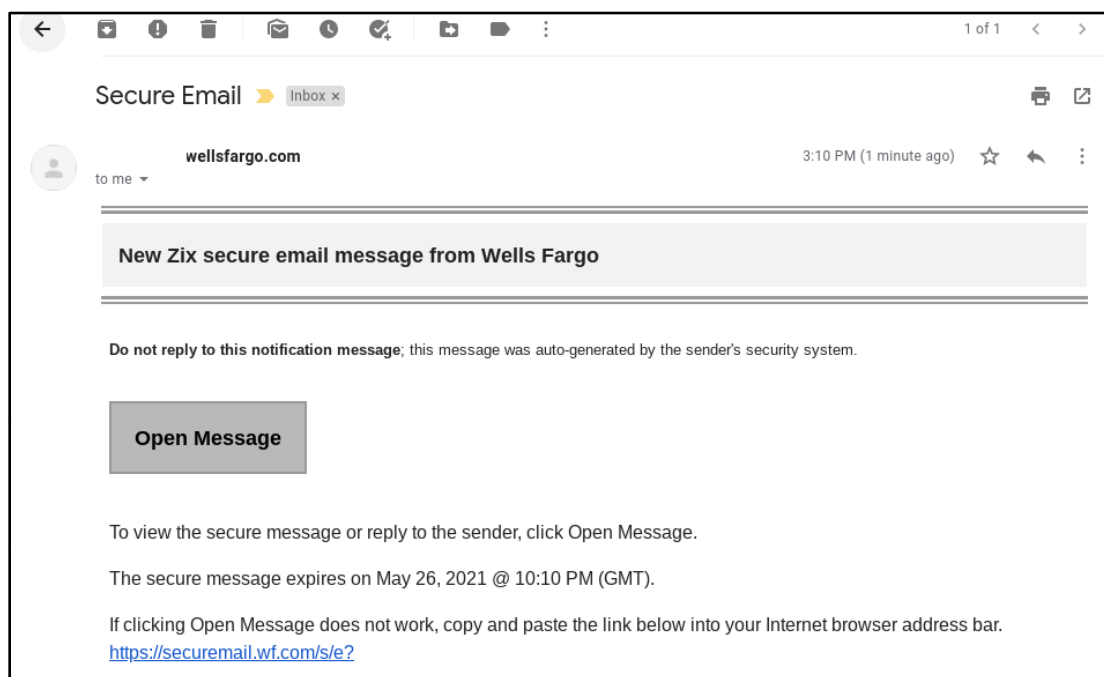 1 of 1
Secure Email Inbox ×
wellsfargo.com 3:10 PM (1 minute ago)
to me
New Zix secure email message from Wells Fargo
Do not reply to this notification message; this message was auto-generated by the sender's security system.
Open Message
To view the secure message or reply to the sender, click Open Message.
The secure message expires on May 26, 2021 @ 10:10 PM (GMT).
If clicking Open Message does not work, copy and paste the link below into your Internet browser address bar.
https://securemail.wf.com/s/e?